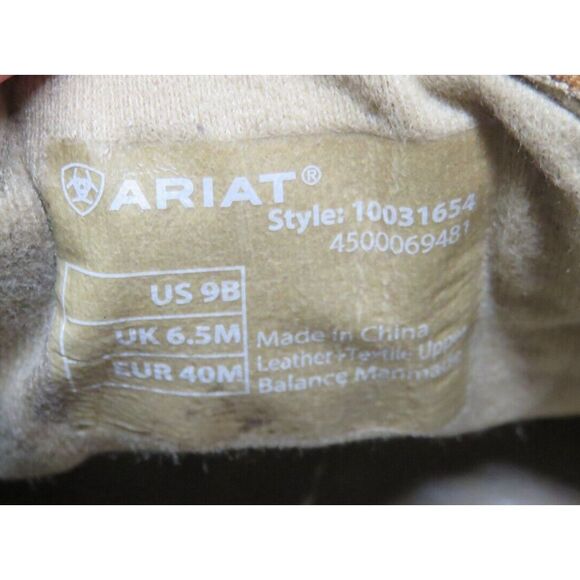 ARIAT®
Style: 10031654
4500069481
US 9B
UK 6.5M
EUR 40M
Made in China
Leather+Textile Upper
Balance Manmade